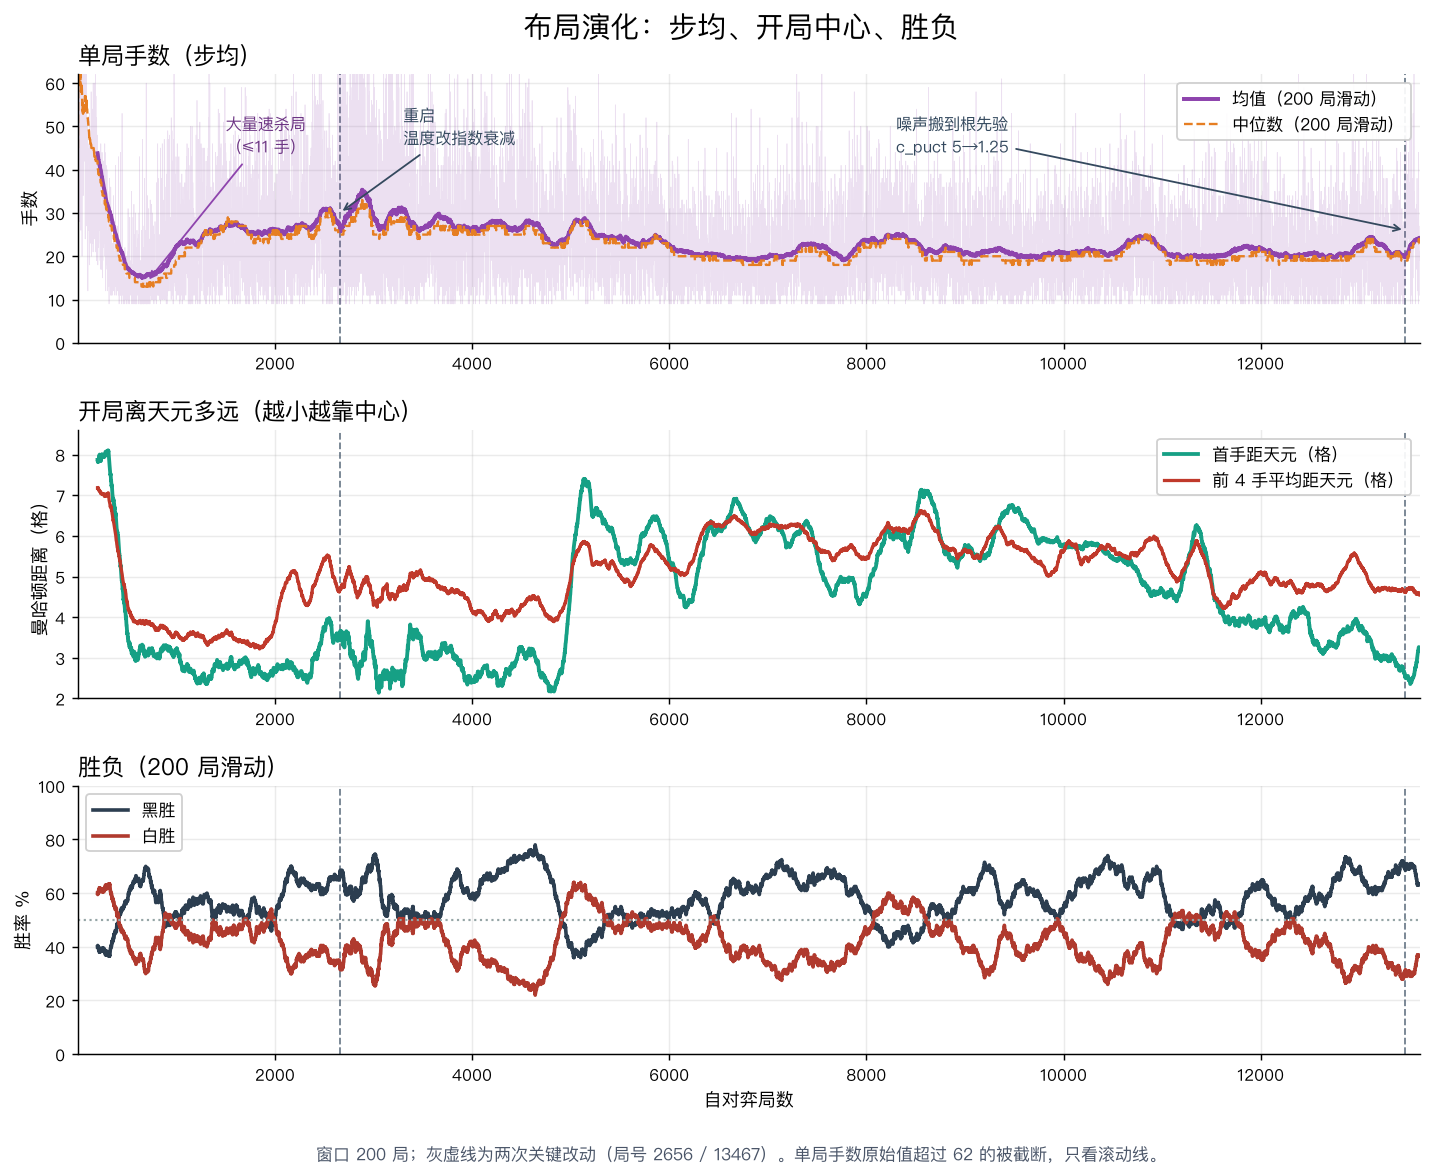 布局演化：步均、开局中心、胜负
单局手数（步均）
60
50
40
30
20
10
0
手数
大量速杀局
（≤11 手）
重启
温度改指数衰减
噪声搬到根先验
c_puct 5→1.25
均值（200 局滑动）
中位数（200 局滑动）
2000
4000
6000
8000
10000
12000
开局离天元多远（越小越靠中心）
8
7
6
5
4
3
2
曼哈顿距离（格）
首手距天元（格）
前 4 手平均距天元（格）
2000
4000
6000
8000
10000
12000
胜负（200 局滑动）
100
80
60
40
20
0
胜率 %
黑胜
白胜
2000
4000
6000
8000
10000
12000
自对弈局数
窗口 200 局；灰虚线为两次关键改动（局号 2656 / 13467）。单局手数原始值超过 62 的被截断，只看滚动线。